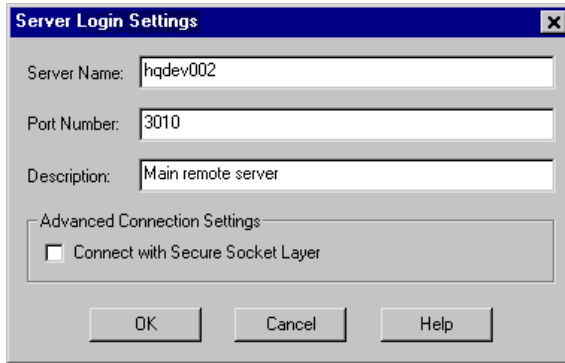 Server Login Settings
Server Name: hqdev002
Port Number: 3010
Description: Main remote server
Advanced Connection Settings
Connect with Secure Socket Layer
OK Cancel Help